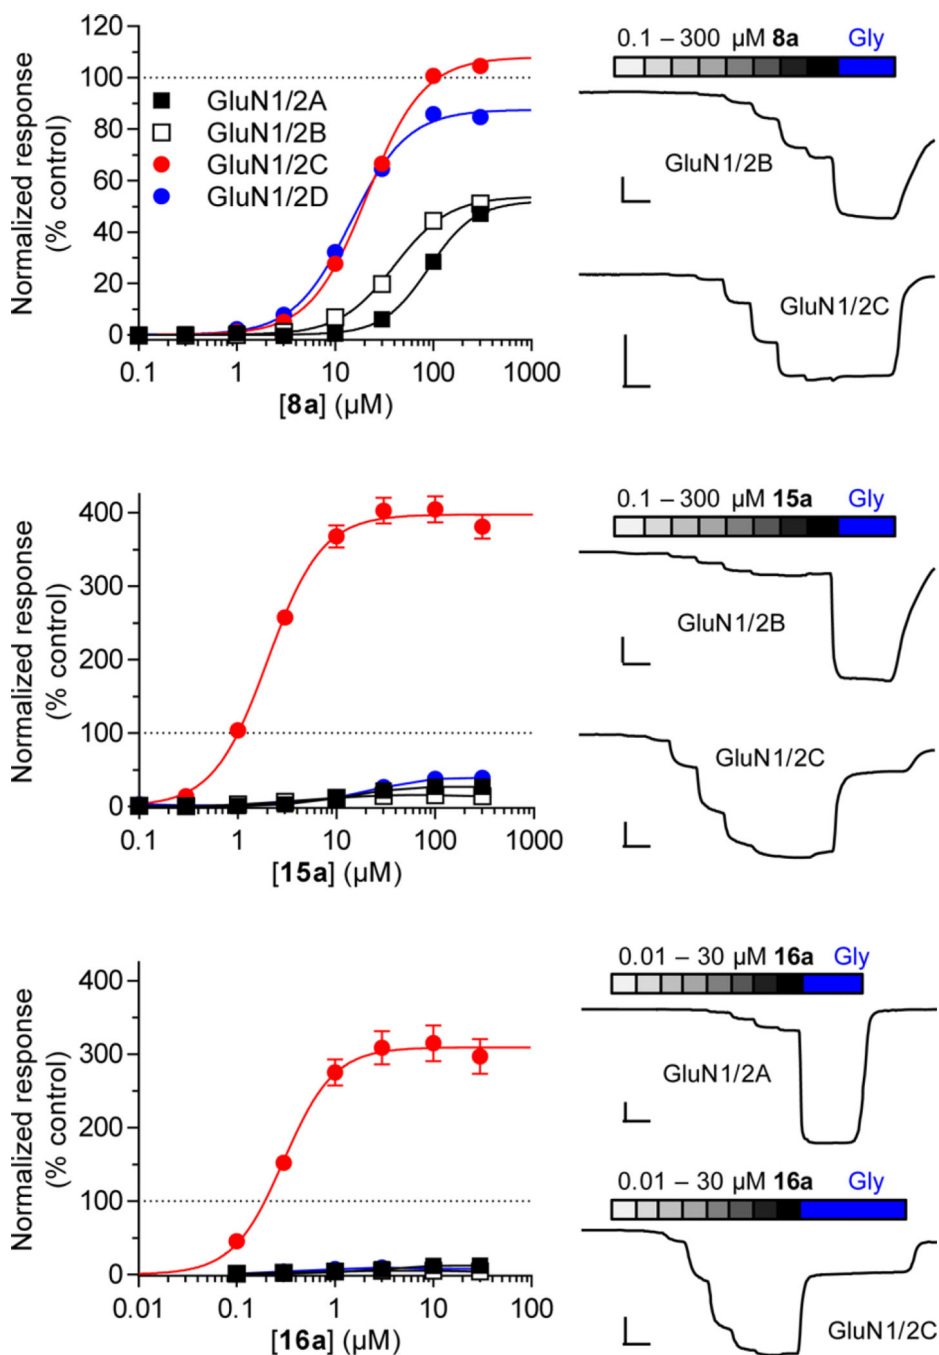 120
100
80
60
40
20
0
Normalized response
(% control)
GluN1/2A
GluN1/2B
GluN1/2C
GluN1/2D
0.1 1 10 100 1000
[8a] (µM)
0.1 – 300 µM 8a Gly
GluN1/2B
GluN1/2C
400
300
200
100
0
Normalized response
(% control)
0.1 1 10 100 1000
[15a] (µM)
0.1 – 300 µM 15a Gly
GluN1/2B
GluN1/2C
400
300
200
100
0
Normalized response
(% control)
0.01 0.1 1 10 100
[16a] (µM)
0.01 – 30 µM 16a Gly
GluN1/2A
0.01 – 30 µM 16a Gly
GluN1/2C